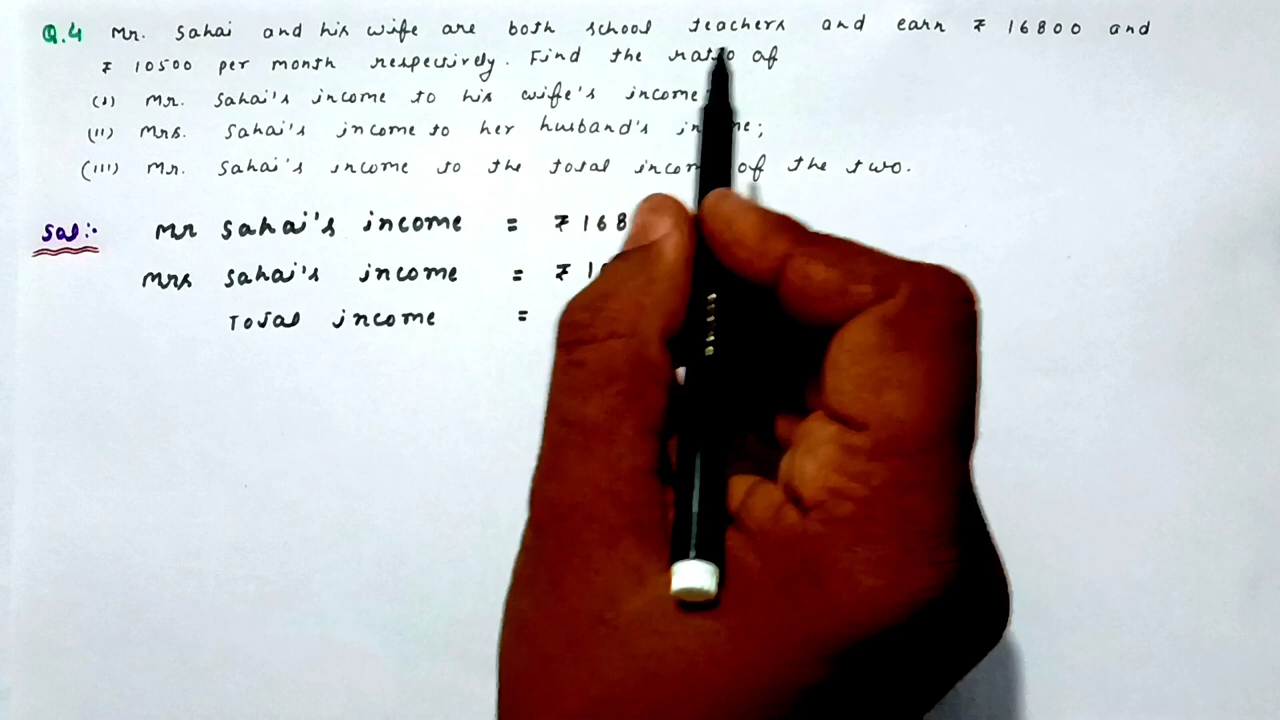 Q.4 Mr. Sahai and his wife are both school teachers and earn ₹ 16800 and
₹ 10500 per month respectively. Find the ratio of
(i) Mr. Sahai's income to his wife's income
(ii) Mrs. Sahai's income to her husband's
(iii) Mr. Sahai's income to the total of the two.
Sol:- Mr Sahai's income = ₹ 168
Mrs Sahai's income = ₹
Total income =